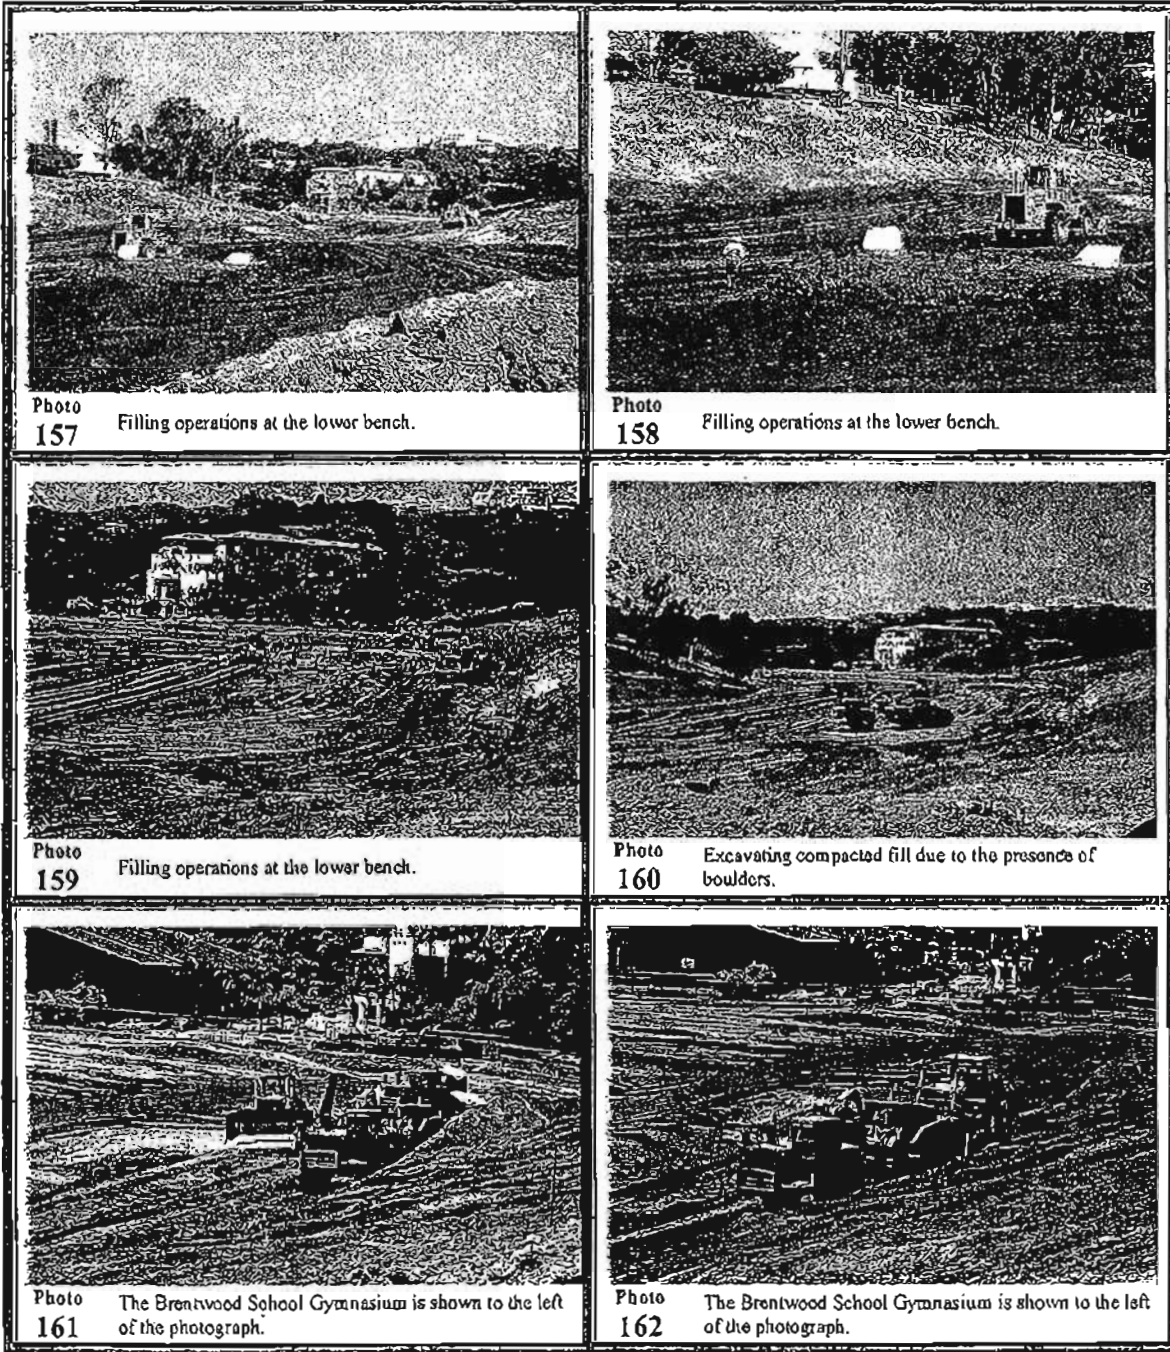 Photo
157
Filling operations at the lower bench.
Photo
158
Filling operations at the lower bench.
Photo
159
Filling operations at the lower bench.
Photo
160
Excavating compacted fill due to the presence of
boulders.
Photo
161
The Brentwood School Gymnasium is shown to the left
of the photograph.
Photo
162
The Brentwood School Gymnasium is shown to the left
of the photograph.